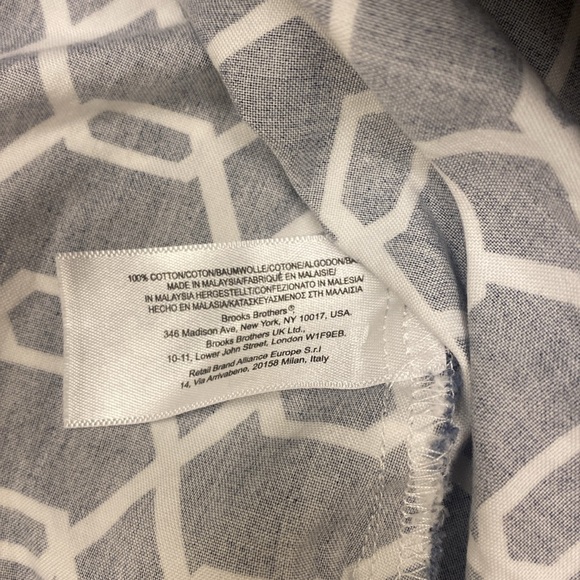 100% COTTON/COTON/BAUMWOLLE/COTONE/ALGODON/BA
MADE IN MALAYSIA/FABRIQUÉ EN MALAISIE/
IN MALAYSIA HERGESTELLT/CONFEZIONATO IN MALESIA/
HECHO EN MALASIA/ΚΑΤΑΣΚΕΥΑΣΜΕΝΟΣ ΣΤΗ ΜΑΛΑΙΣΙΑ
Brooks Brothers®
346 Madison Ave, New York, NY 10017, USA.
Brooks Brothers UK Ltd.,
10-11, Lower John Street, London W1F9EB.
Retail Brand Alliance Europe S.r.l
14, Via Arrivabene, 20158 Milan, Italy